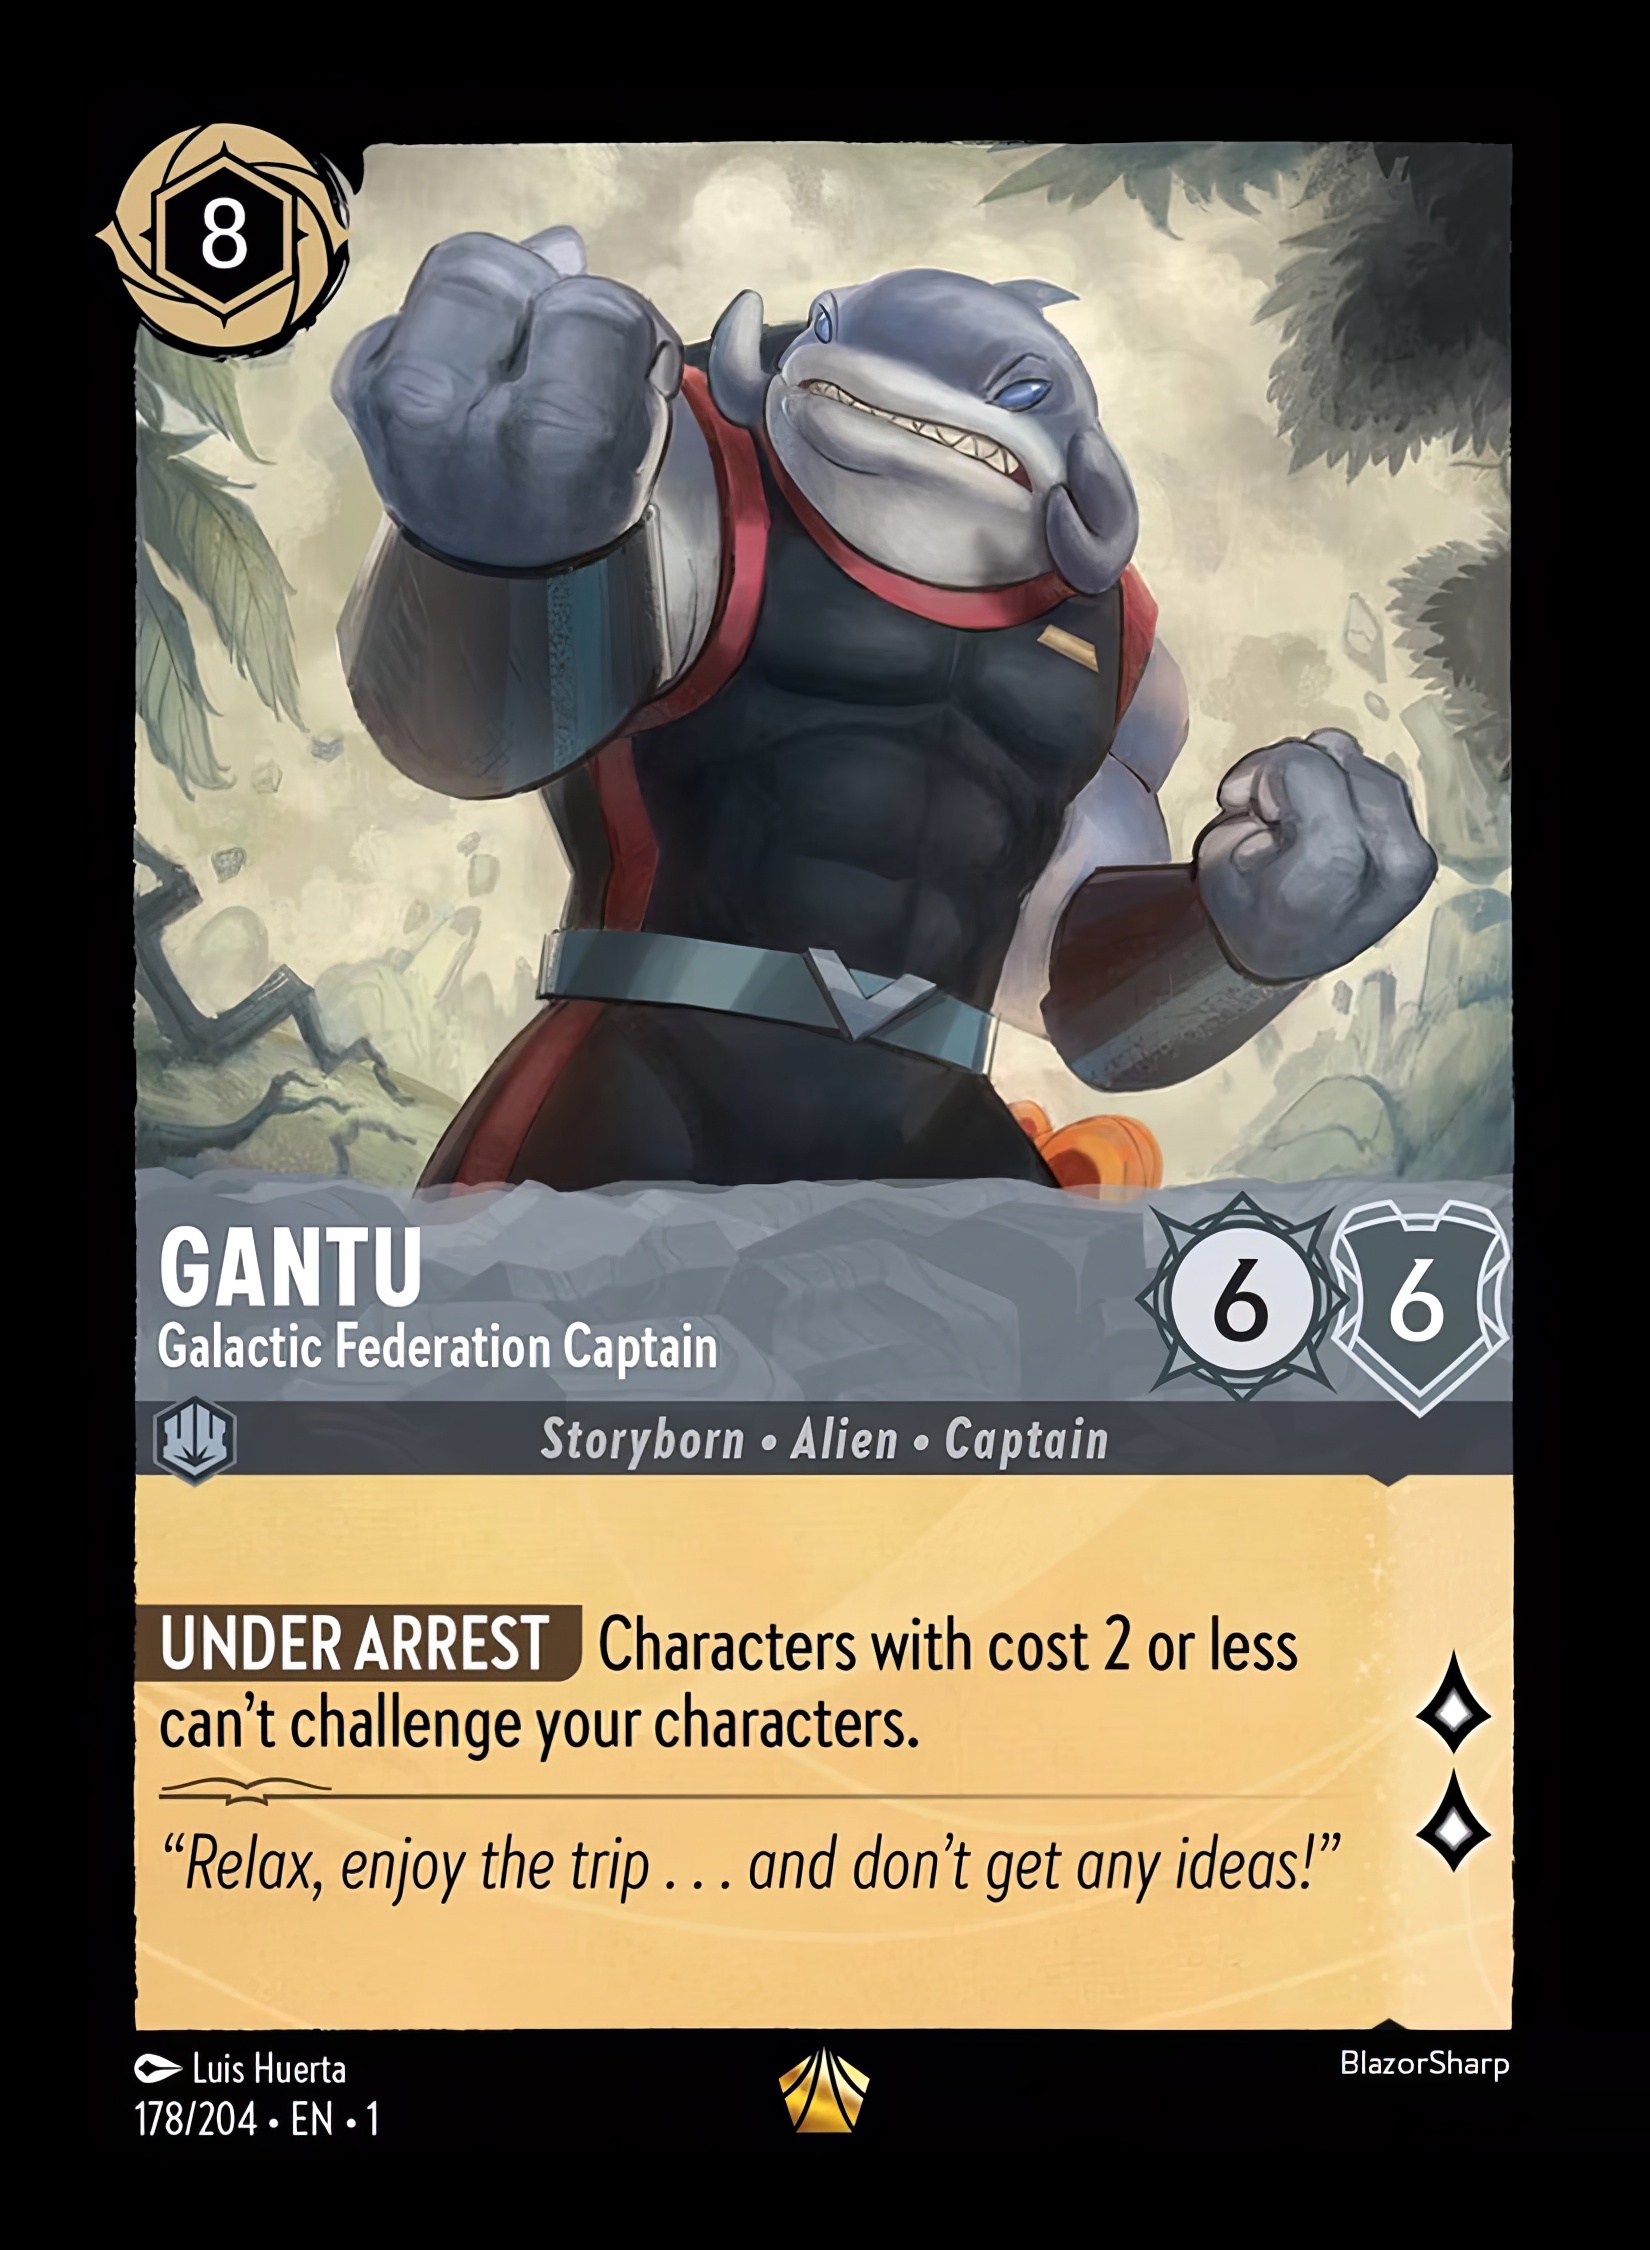 8
GANTU
Galactic Federation Captain
6 6
Storyborn • Alien • Captain
UNDER ARREST Characters with cost 2 or less
can’t challenge your characters.
“Relax, enjoy the trip . . . and don’t get any ideas!”
Luis Huerta
BlazorSharp
178/204 • EN • 1